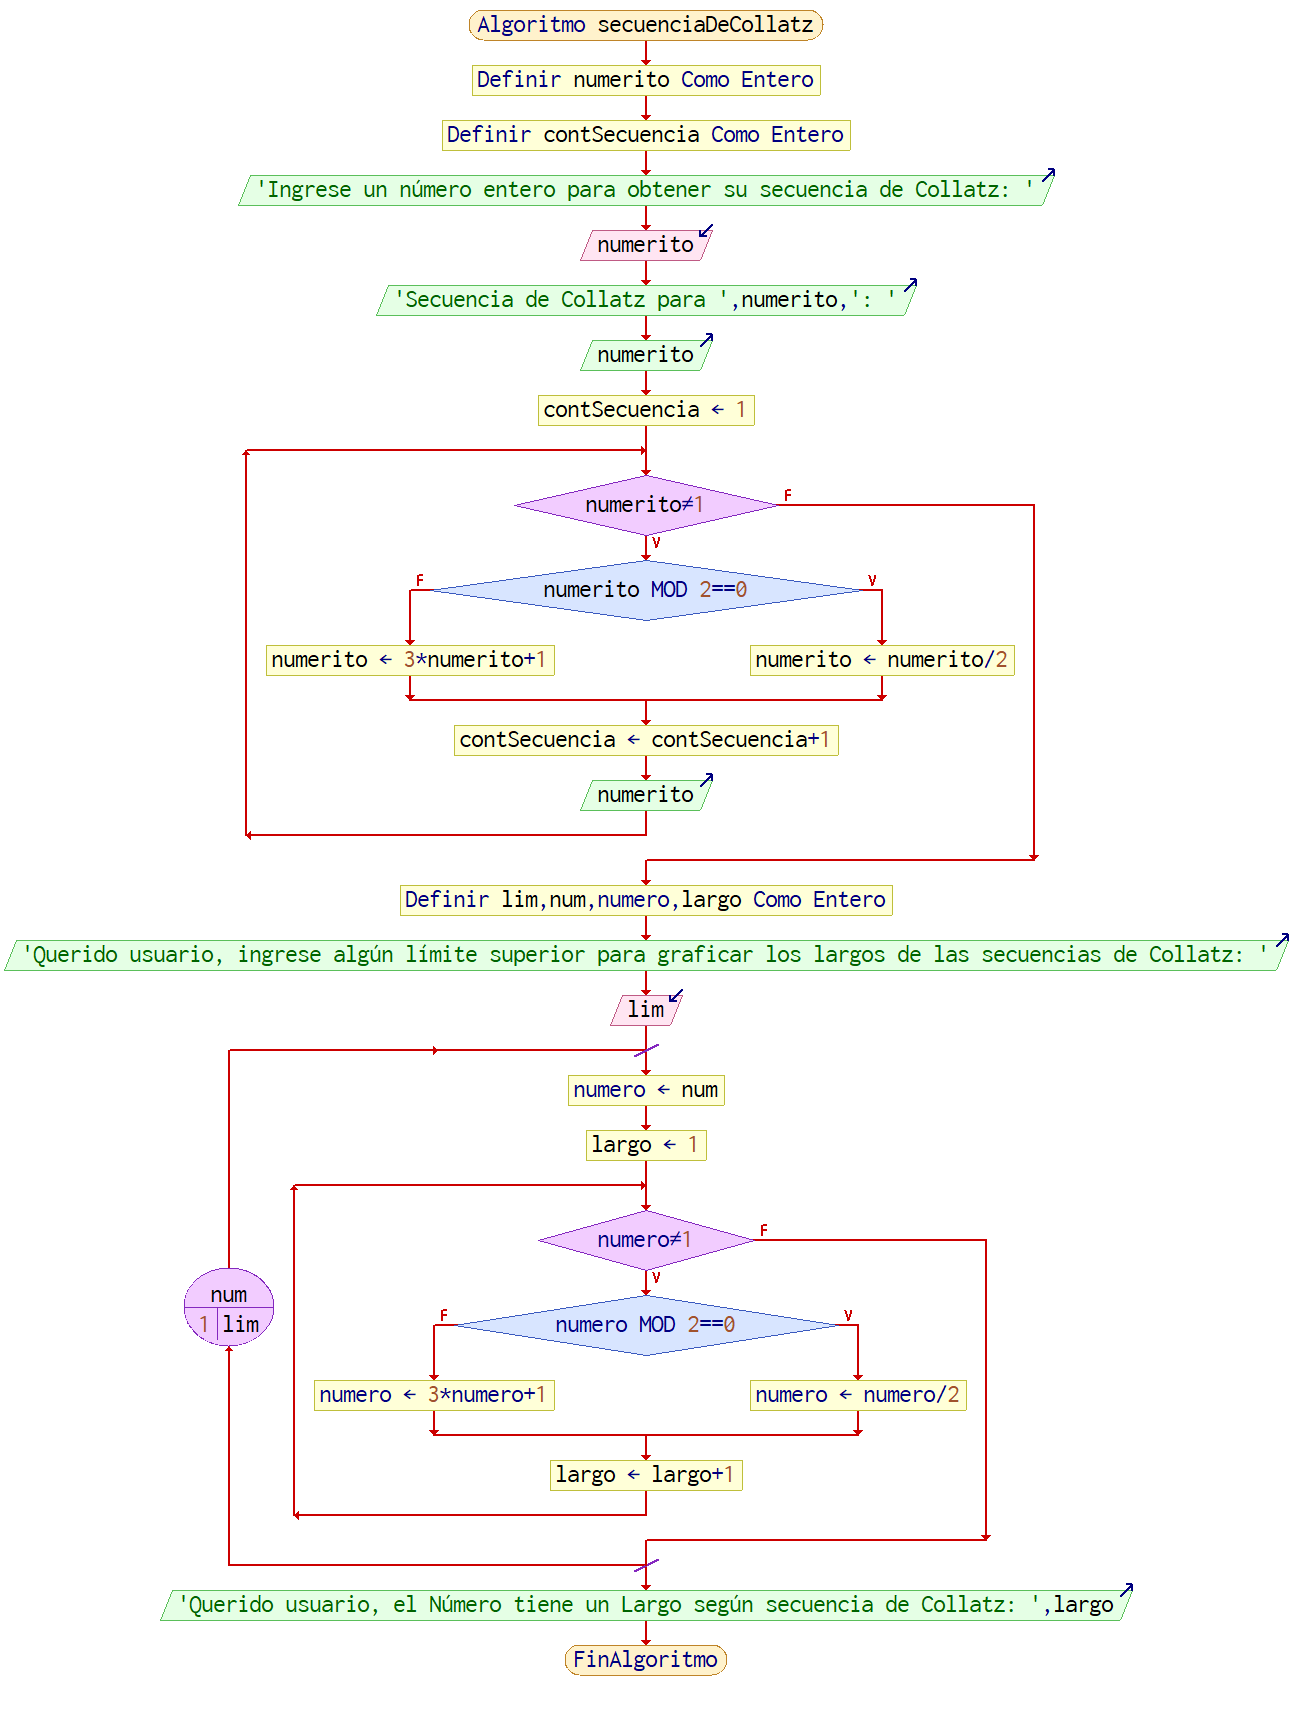 Algoritmo secuenciaDeCollatz
Definir numerito Como Entero
Definir contSecuencia Como Entero
'Ingrese un número entero para obtener su secuencia de Collatz: '
numerito
'Secuencia de Collatz para ',numerito,': '
numerito
contSecuencia ← 1
numerito≠1
F
V
numerito MOD 2==0
F
V
numerito ← 3*numerito+1
numerito ← numerito/2
contSecuencia ← contSecuencia+1
numerito
Definir lim,num,numero,largo Como Entero
'Querido usuario, ingrese algún límite superior para graficar los largos de las secuencias de Collatz: '
lim
numero ← num
largo ← 1
numero≠1
F
V
num
1 lim
numero MOD 2==0
F
V
numero ← 3*numero+1
numero ← numero/2
largo ← largo+1
'Querido usuario, el Número tiene un Largo según secuencia de Collatz: ',largo
FinAlgoritmo